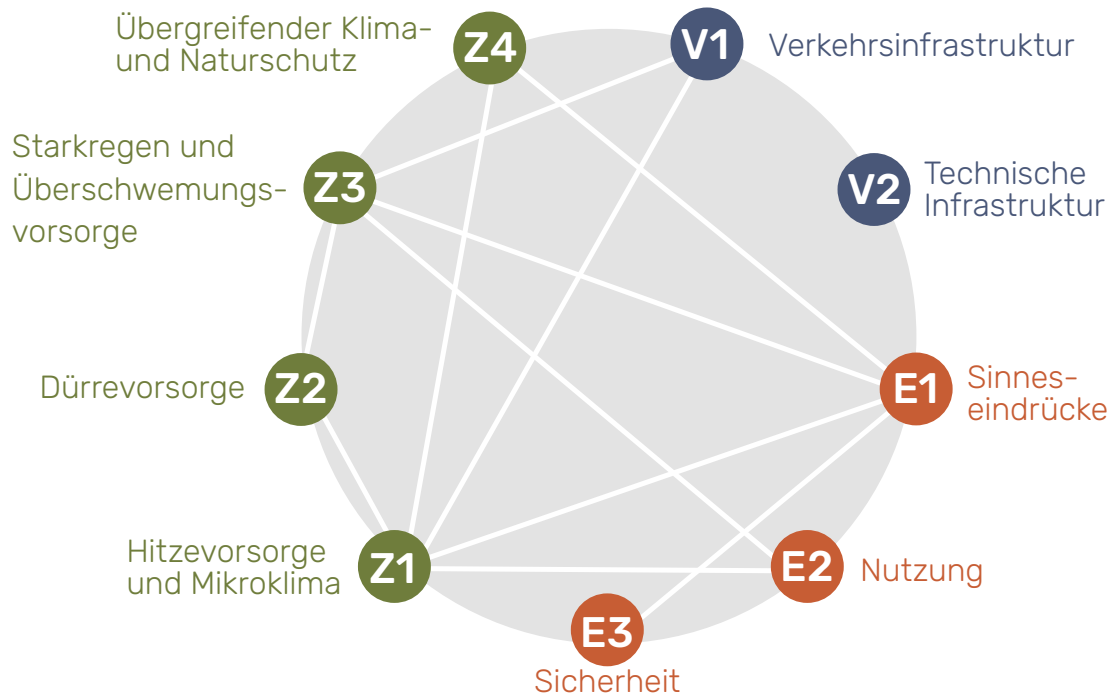 Übergreifender Klima-
und Naturschutz
Z4
V1
Verkehrsinfrastruktur
Starkregen und
Überschwemungs-
vorsorge
Z3
V2
Technische
Infrastruktur
Dürrevorsorge
Z2
E1
Sinnes-
eindrücke
Hitzevorsorge
und Mikroklima
Z1
E2
Nutzung
E3
Sicherheit